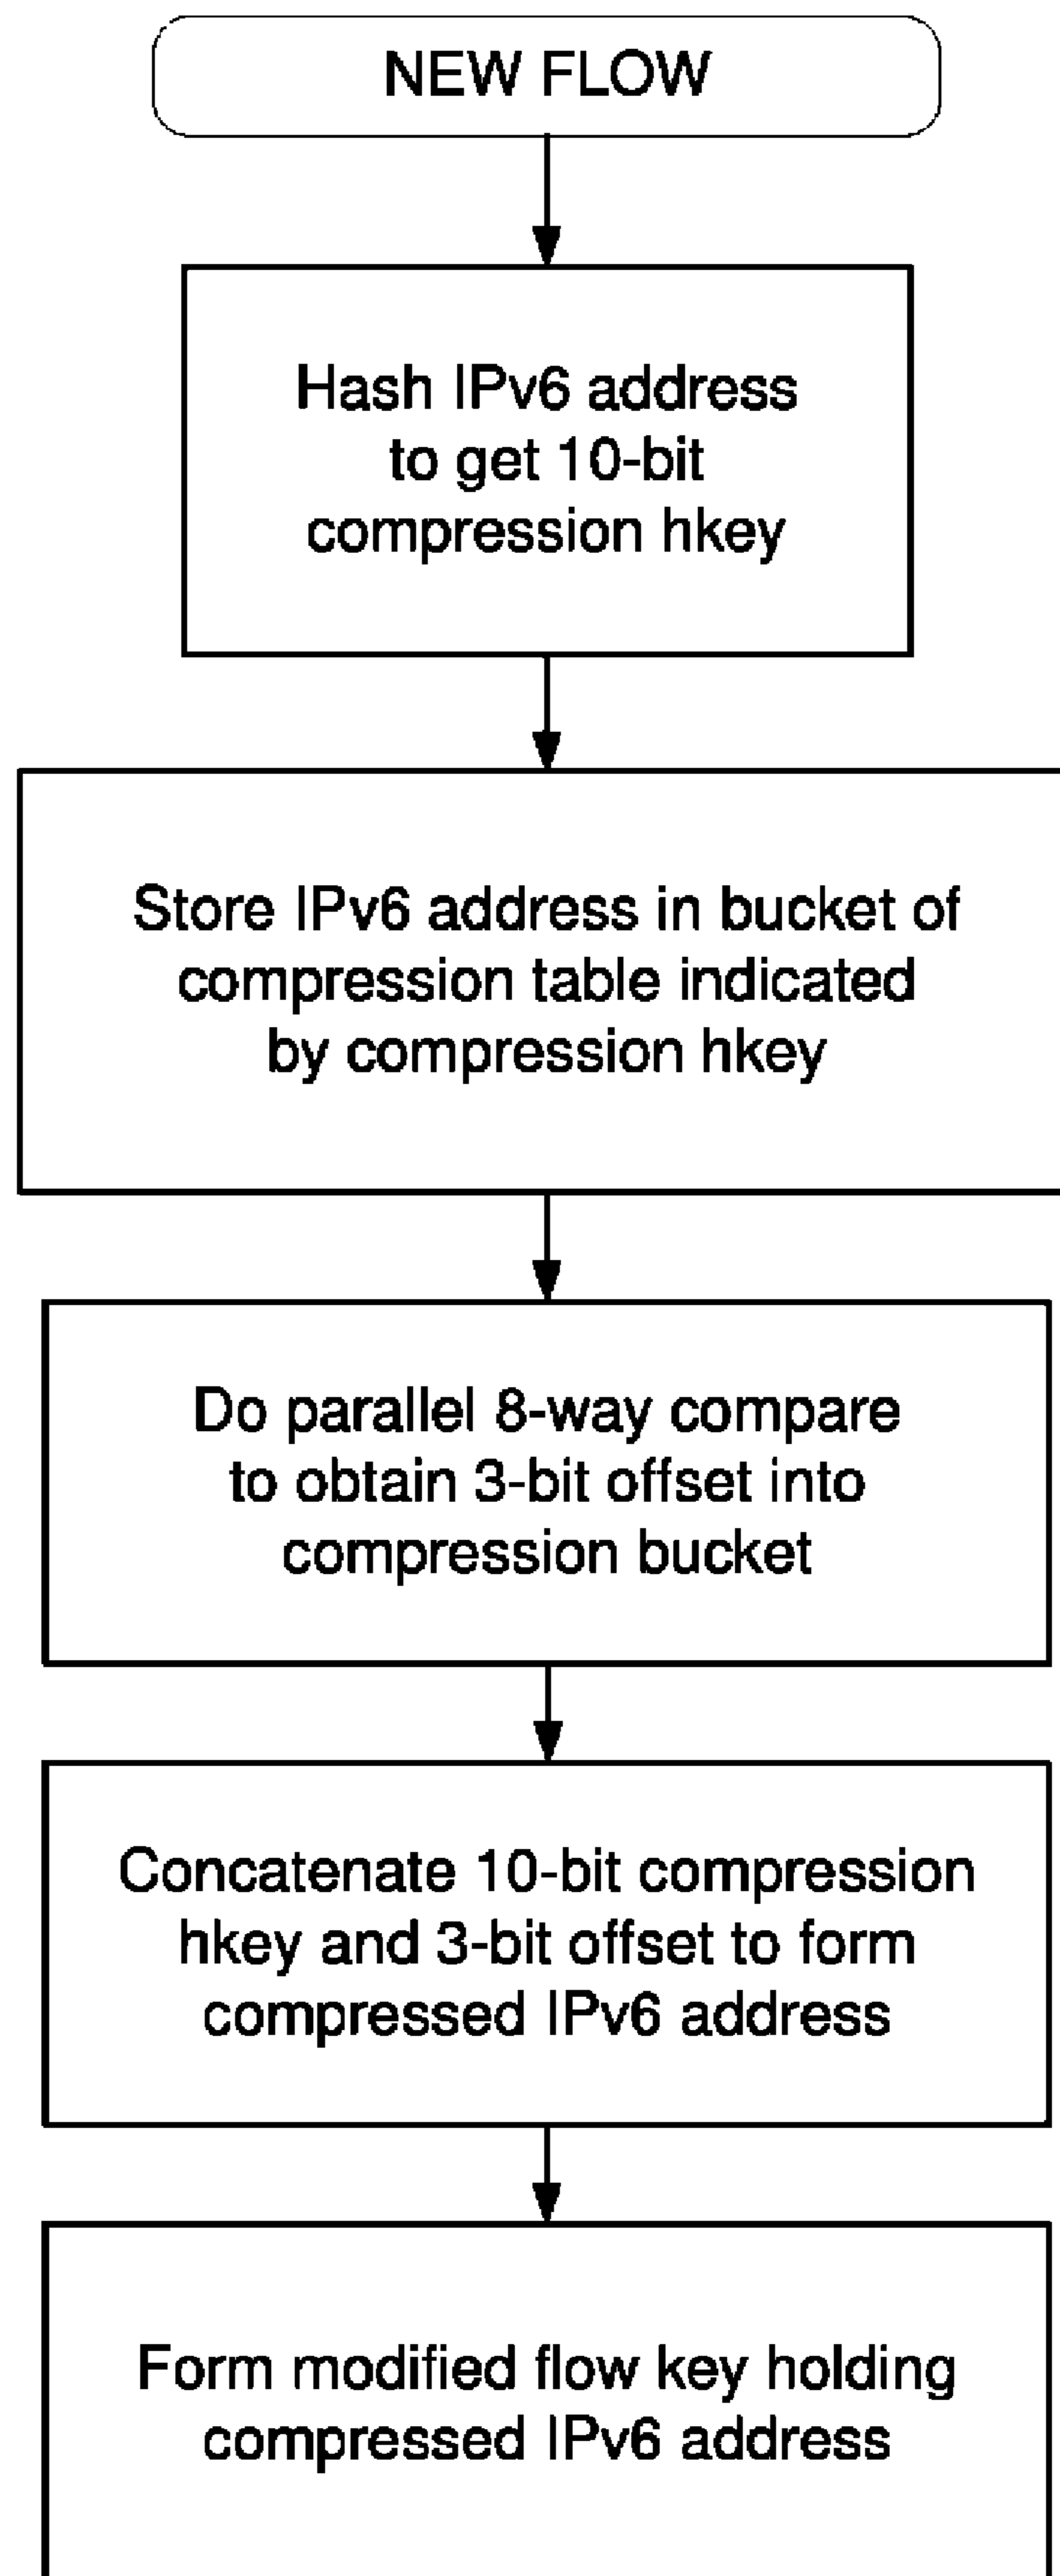 NEW FLOW
Hash IPv6 address
to get 10-bit
compression hkey
Store IPv6 address in bucket of
compression table indicated
by compression hkey
Do parallel 8-way compare
to obtain 3-bit offset into
compression bucket
Concatenate 10-bit compression
hkey and 3-bit offset to form
compressed IPv6 address
Form modified flow key holding
compressed IPv6 address